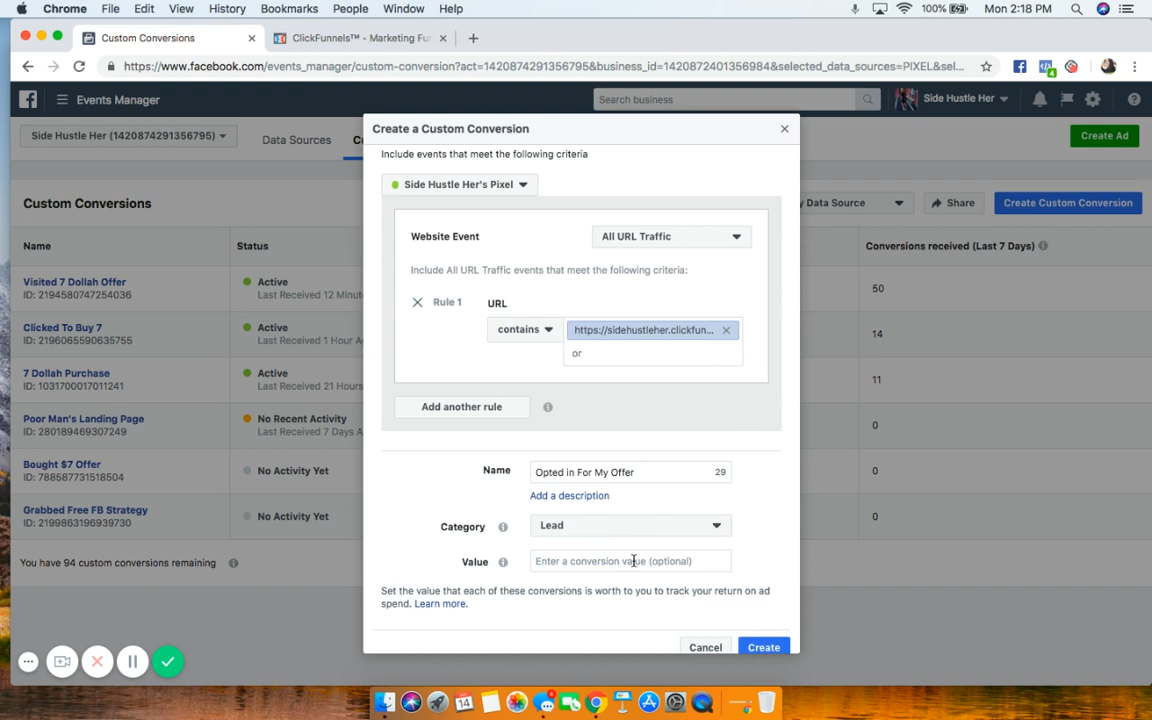 Chrome File Edit View History Bookmarks People Window Help 100% Mon 2:18 PM
Custom Conversions × ClickFunnels™ - Marketing Fun × +
https://www.facebook.com/events_manager/custom-conversion?act=1420874291356795&business_id=1420872401356984&selected_data_sources=PIXEL&sel...
Events Manager Search business Side Hustle Her
Side Hustle Her (1420874291356795) Data Sources Create Ad
Custom Conversions Data Source Share Create Custom Conversion
Name Status Conversions received (Last 7 Days)
Visited 7 Dollah Offer Active 50
ID: 2194580747254036 Last Received 12 Minut
Clicked To Buy 7 Active 14
ID: 2196065590635755 Last Received 1 Hour A
7 Dollah Purchase Active 11
ID: 1031700017011241 Last Received 21 Hours
Poor Man's Landing Page No Recent Activity 0
ID: 280189469307249 Last Received 7 Days A
Bought $7 Offer No Activity Yet 0
ID: 788587731518504
Grabbed Free FB Strategy No Activity Yet 0
ID: 2199863196939730
You have 94 custom conversions remaining
Create a Custom Conversion ×
Include events that meet the following criteria
Side Hustle Her's Pixel
Website Event All URL Traffic
Include All URL Traffic events that meet the following criteria:
Rule 1 URL
contains https://sidehustleher.clickfun...
or
Add another rule
Name Opted in For My Offer 29
Add a description
Category Lead
Value Enter a conversion value (optional)
Set the value that each of these conversions is worth to you to track your return on ad
spend. Learn more.
Cancel Create